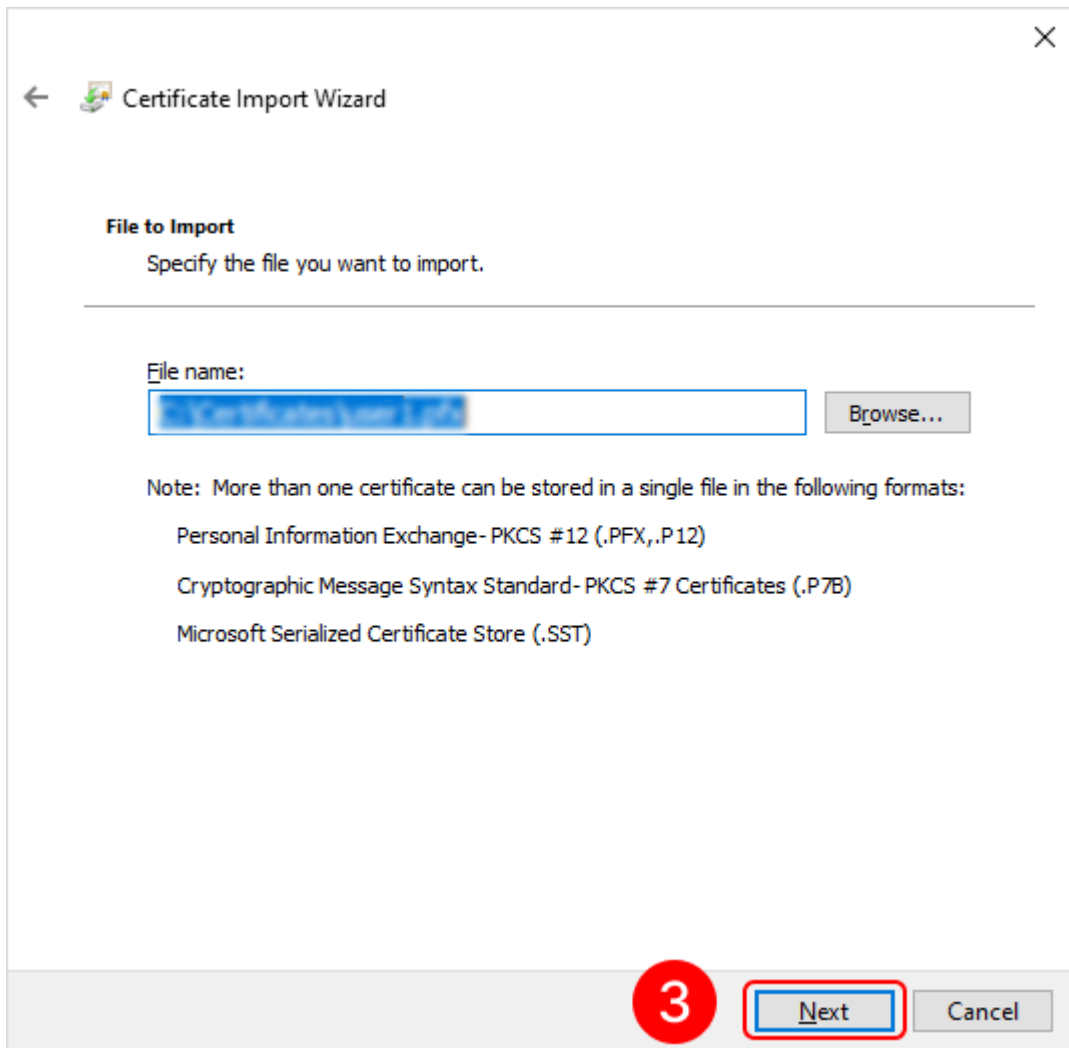 Certificate Import Wizard
File to Import
Specify the file you want to import.
File name:
Browse...
Note: More than one certificate can be stored in a single file in the following formats:
Personal Information Exchange- PKCS #12 (.PFX,.P12)
Cryptographic Message Syntax Standard- PKCS #7 Certificates (.P7B)
Microsoft Serialized Certificate Store (.SST)
3
Next
Cancel